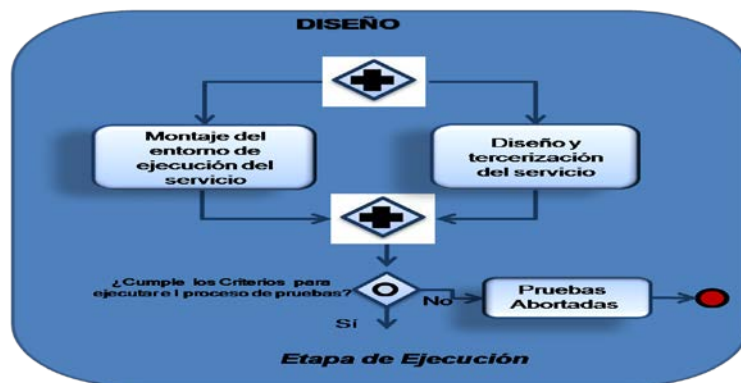 DISEÑO
Montaje del
entorno de
ejecución del
servicio
Diseño y
tercerización
del servicio
¿Cumple los Criterios para
ejecutar e l proceso de pruebas?
No
Pruebas
Abortadas
Sí
Etapa de Ejecución